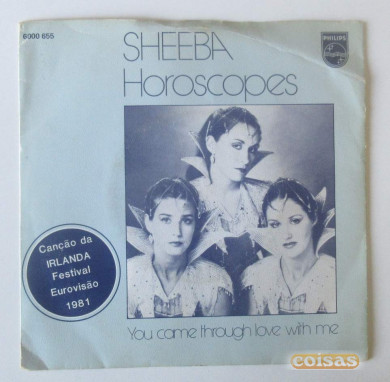 6000 655
SHEEBA
Horoscopes
PHILIPS
Canção da
IRLANDA
Festival
Eurovisão
1981
You came through love with me
coisas